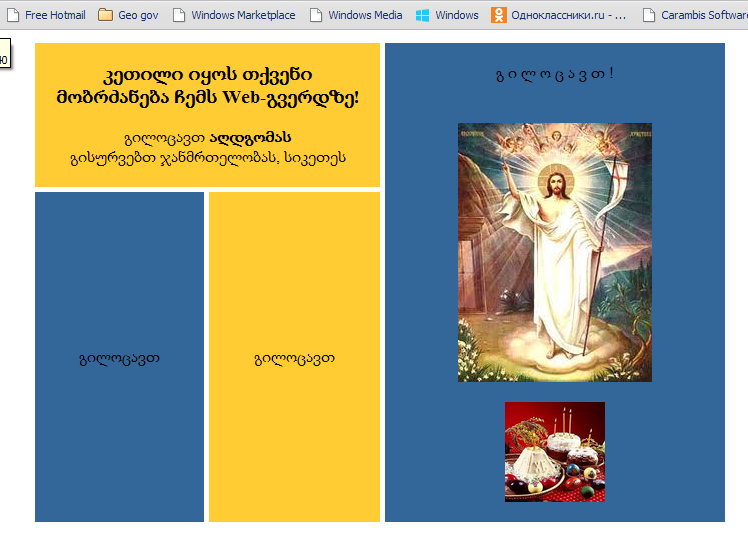 Free Hotmail
Geo gov
Windows Marketplace
Windows Media
Windows
Одноклассники.ru - ...
Carambis Software
კეთილი იყოს თქვენი
მობრძანება ჩემს Web-გვერდზე!
გილოცავთ აღდგომას
გისურვებთ ჯანმრთელობას, სიკეთეს
გილოცავთ
გილოცავთ
გ ი ლ ო ც ა ვ თ !